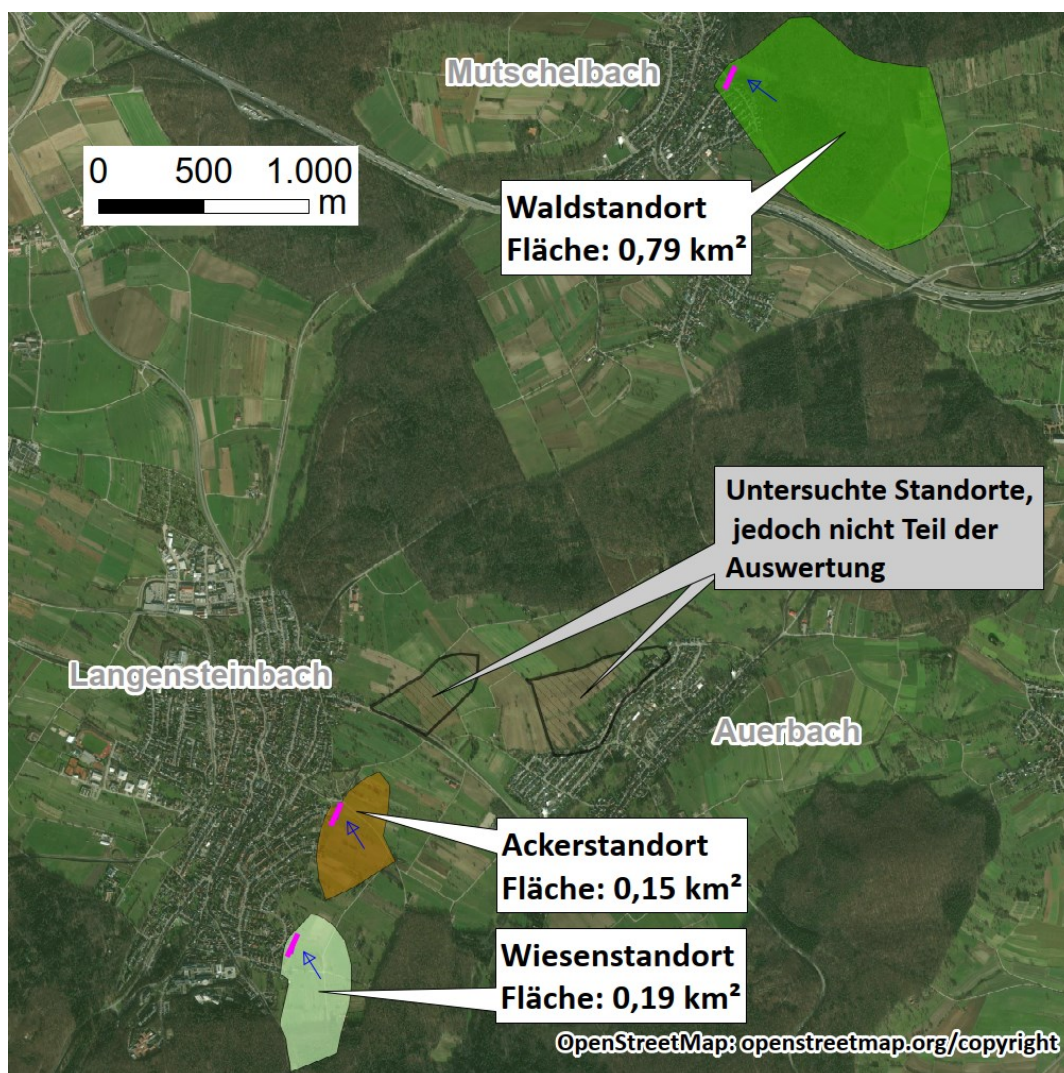 Mutschelbach
0 500 1.000
m
Waldstandort
Fläche: 0,79 km²
Untersuchte Standorte,
jedoch nicht Teil der
Auswertung
Langensteinbach
Auerbach
Ackerstandort
Fläche: 0,15 km²
Wiesenstandort
Fläche: 0,19 km²
OpenStreetMap: openstreetmap.org/copyright